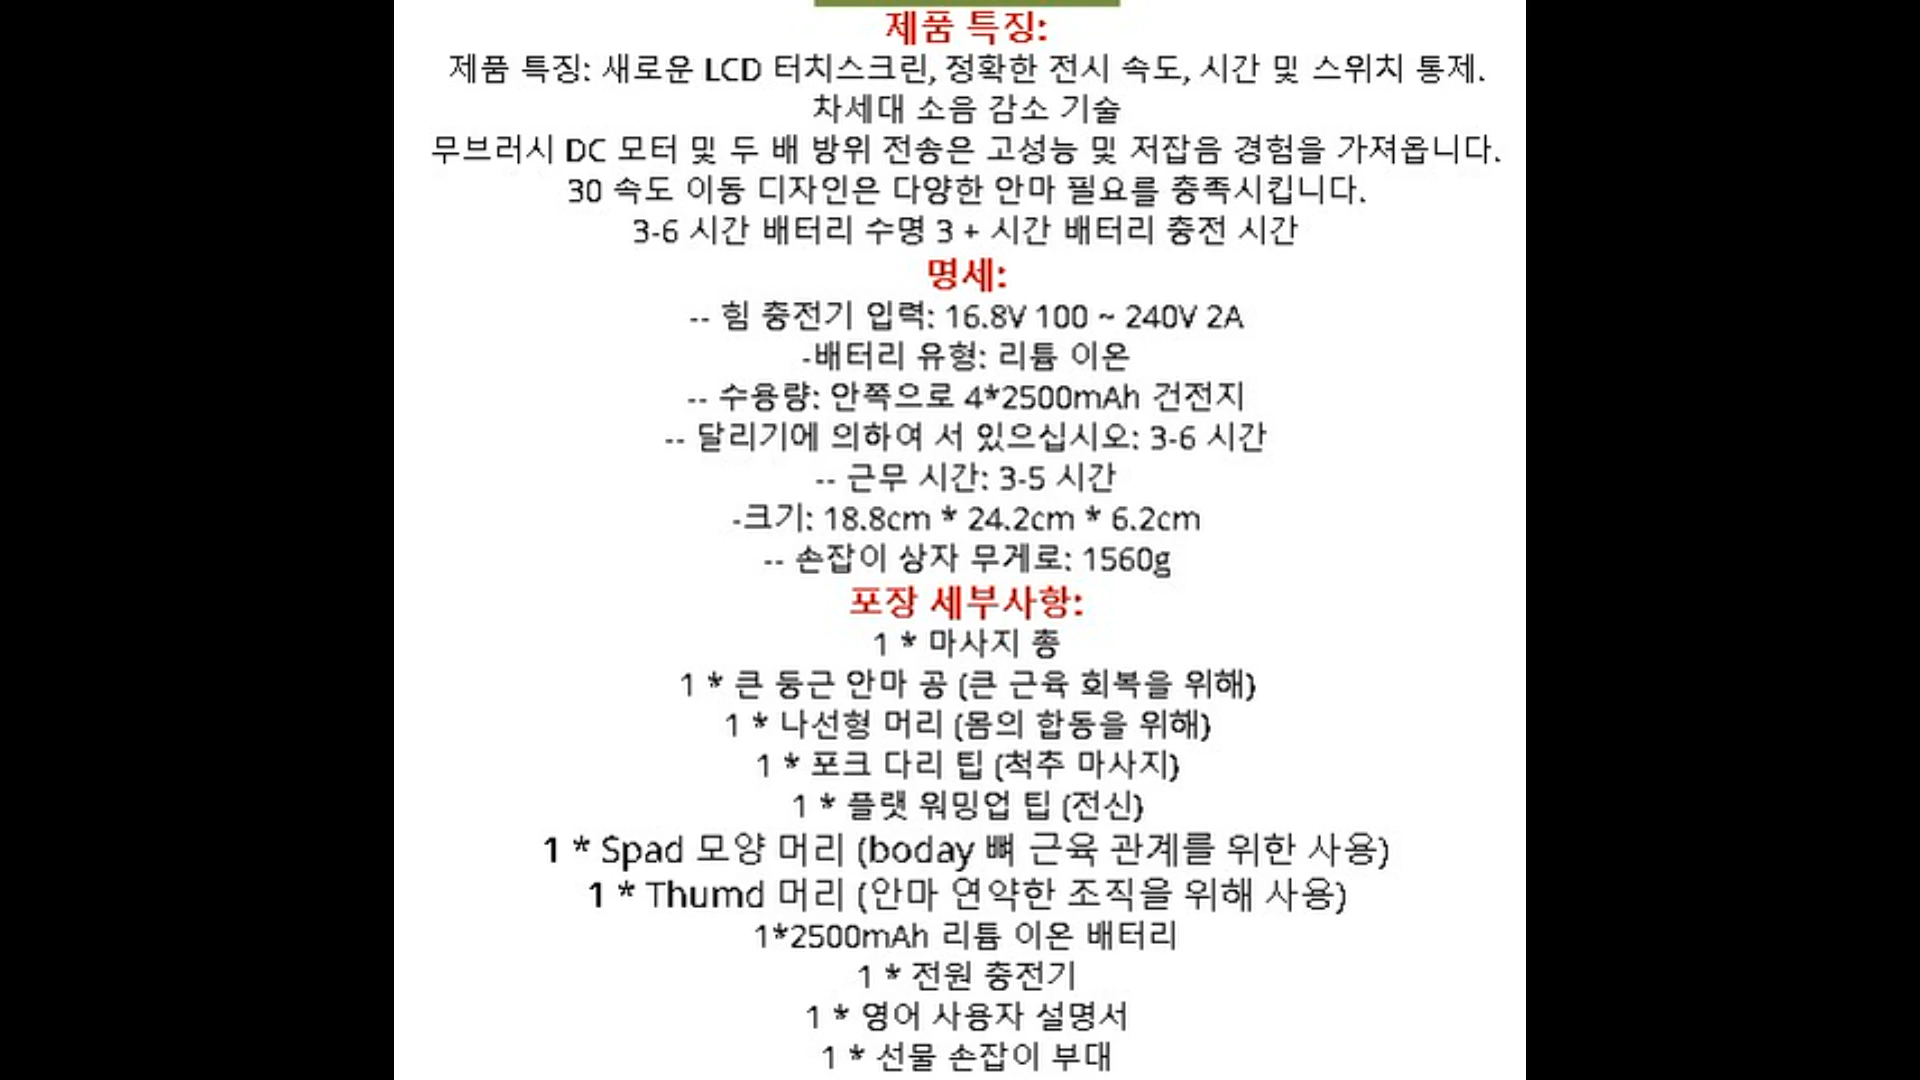 제품 특징:
제품 특징: 새로운 LCD 터치스크린, 정확한 전시 속도, 시간 및 스위치 통제.
차세대 소음 감소 기술
무브러시 DC 모터 및 두 배 방위 전송은 고성능 및 저잡음 경험을 가져옵니다.
30 속도 이동 디자인은 다양한 안마 필요를 충족시킵니다.
3-6 시간 배터리 수명 3 + 시간 배터리 충전 시간
명세:
-- 힘 충전기 입력: 16.8V 100 ~ 240V 2A
-배터리 유형: 리튬 이온
-- 수용량: 안쪽으로 4*2500mAh 건전지
-- 달리기에 의하여 서 있으십시오: 3-6 시간
-- 근무 시간: 3-5 시간
-크기: 18.8cm * 24.2cm * 6.2cm
-- 손잡이 상자 무게로: 1560g
포장 세부사항:
1 * 마사지 총
1 * 큰 둥근 안마 공 (큰 근육 회복을 위해)
1 * 나선형 머리 (몸의 합동을 위해)
1 * 포크 다리 팁 (척추 마사지)
1 * 플랫 워밍업 팁 (전신)
1 * Spad 모양 머리 (boday 뼈 근육 관계를 위한 사용)
1 * Thumd 머리 (안마 연약한 조직을 위해 사용)
1*2500mAh 리튬 이온 배터리
1 * 전원 충전기
1 * 영어 사용자 설명서
1 * 선물 손잡이 부대